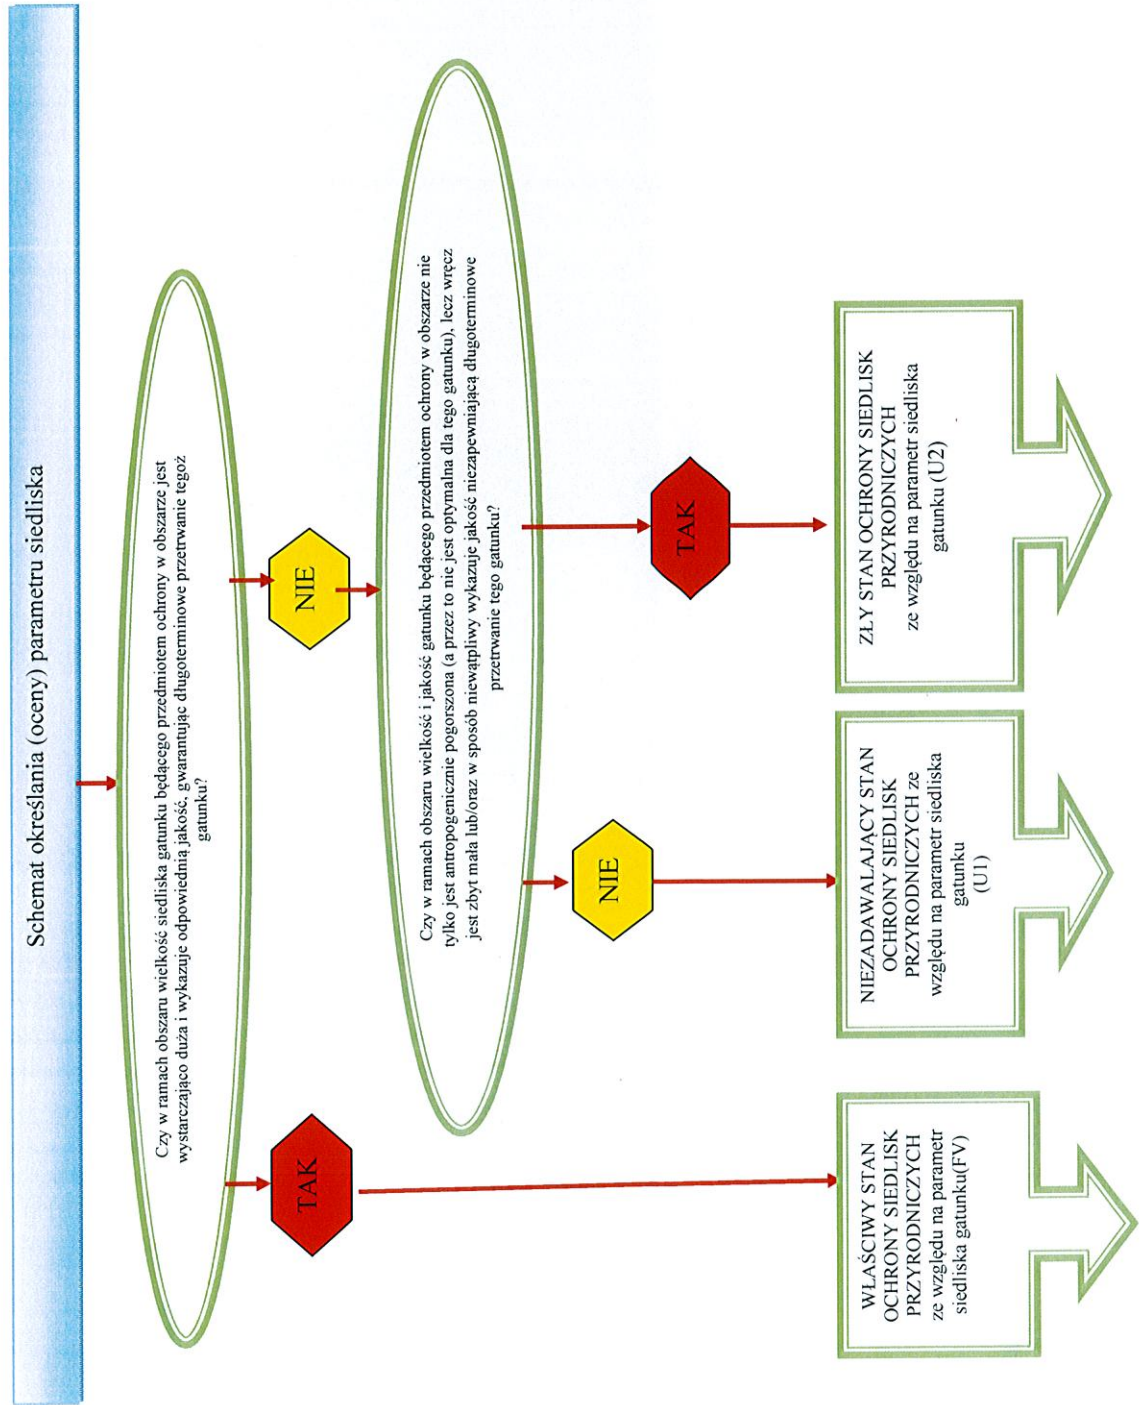 Schemat określania (oceny) parametru siedliska
Czy w ramach obszaru wielkość siedliska gatunku będącego przedmiotem ochrony w obszarze jest
wystarczająco duża i wykazuje odpowiednią jakość, gwarantując długoterminowe przetrwanie tegoż
gatunku?
TAK
NIE
Czy w ramach obszaru wielkość i jakość gatunku będącego przedmiotem ochrony w obszarze nie
tylko jest antropogenicznie pogorszona (a przez to nie jest optymalna dla tego gatunku), lecz wręcz
jest zbyt mała lub/oraz w sposób niewątpliwy wykazuje jakość niezapewniającą długoterminowe
przetrwanie tego gatunku?
NIE
TAK
WŁAŚCIWY STAN
OCHRONY SIEDLISK
PRZYRODNICZYCH
ze względu na parametr
siedliska gatunku(FV)
NIEZADAWALAJĄCY STAN
OCHRONY SIEDLISK
PRZYRODNICZYCH ze
względu na parametr siedliska
gatunku
(U1)
ZŁY STAN OCHRONY SIEDLISK
PRZYRODNICZYCH
ze względu na parametr siedliska
gatunku (U2)